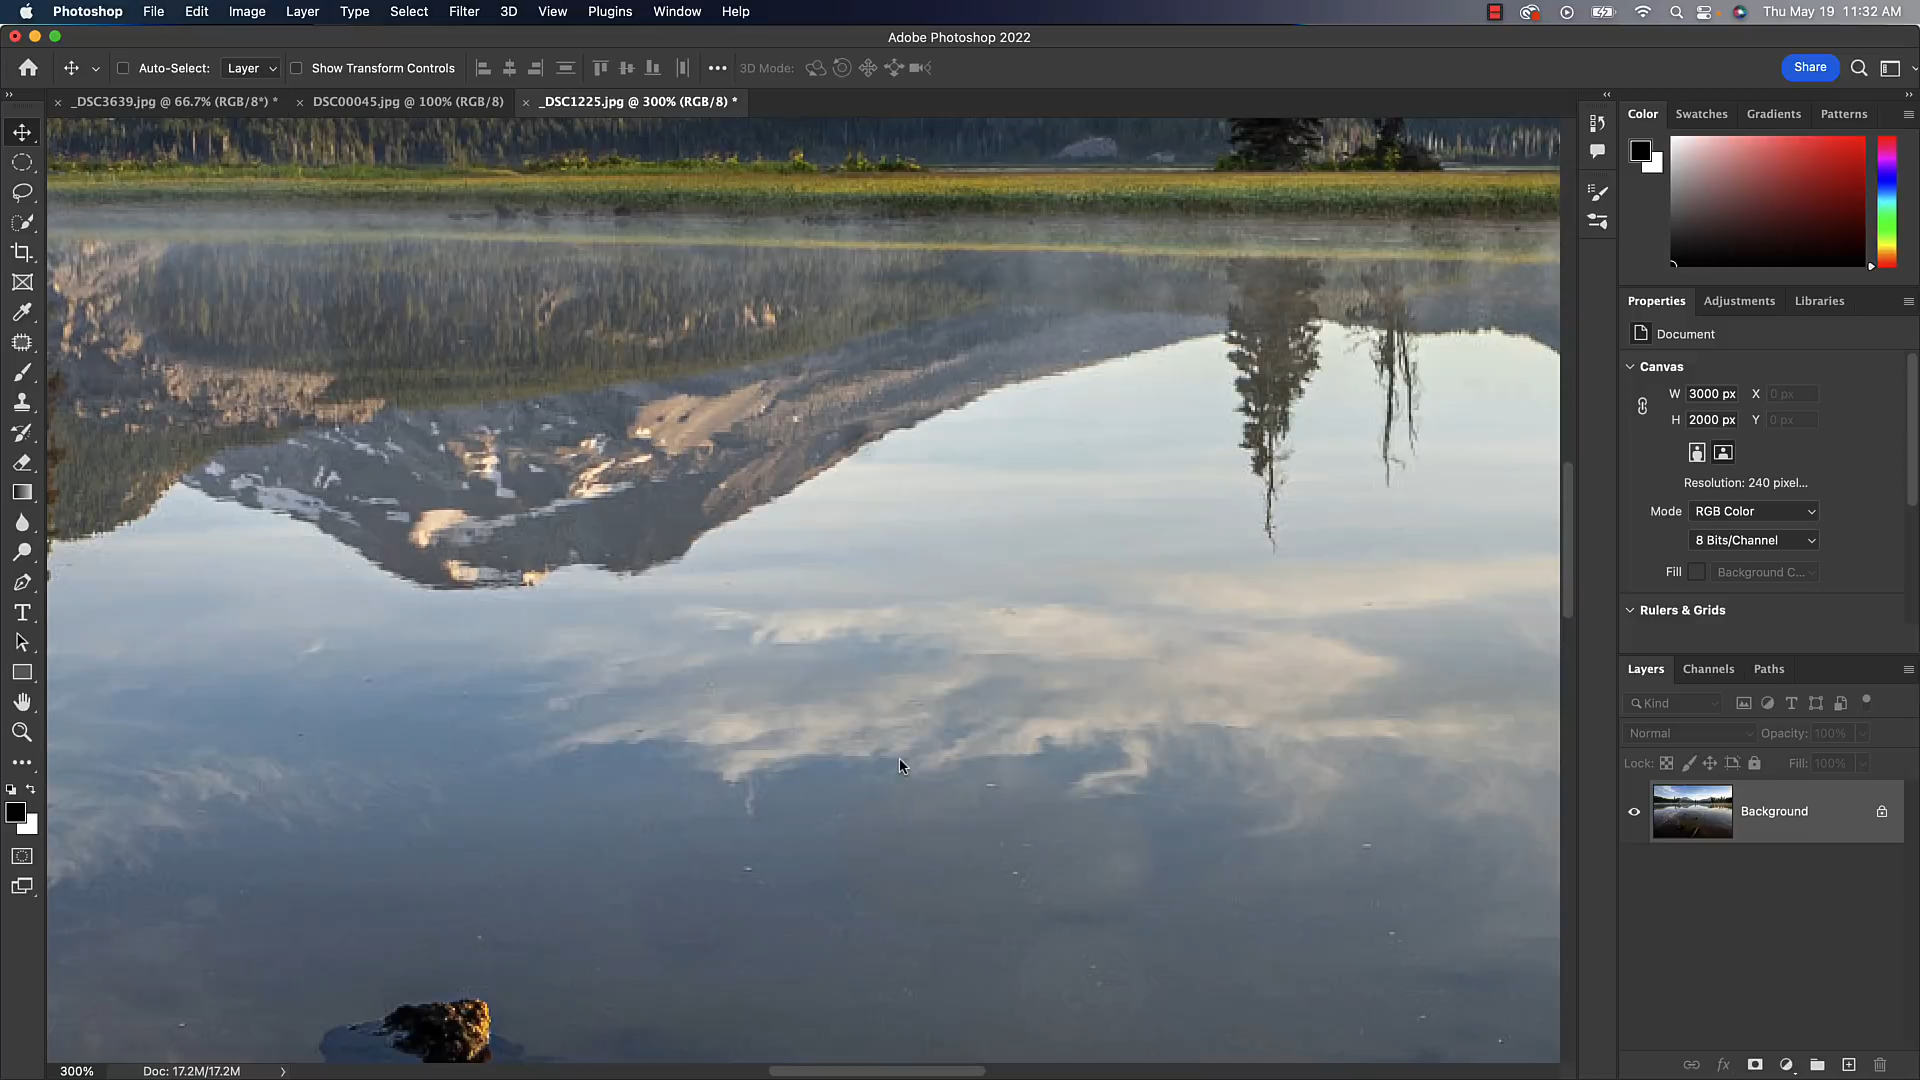 Photoshop File Edit Image Layer Type Select Filter 3D View Plugins Window Help Thu May 19 11:32 AM
Adobe Photoshop 2022
Auto-Select: Layer Show Transform Controls 3D Mode: Share
_DSC3639.jpg @ 66.7% (RGB/8*) * DSC00045.jpg @ 100% (RGB/8) _DSC1225.jpg @ 300% (RGB/8) *
Color Swatches Gradients Patterns
Properties Adjustments Libraries
Document
Canvas
W 3000 px X 0 px
H 2000 px Y 0 px
Resolution: 240 pixel...
Mode RGB Color
8 Bits/Channel
Fill Background C...
Rulers & Grids
Layers Channels Paths
Kind
Normal Opacity: 100%
Lock: Fill: 100%
Background
300% Doc: 17.2M/17.2M